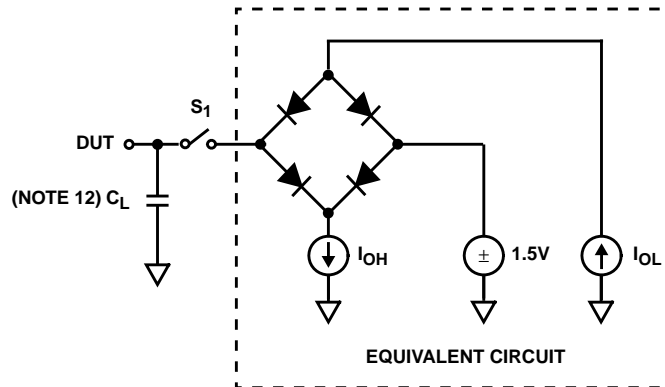 S1
DUT
(NOTE 12) CL
IOH
± 1.5V
IOL
EQUIVALENT CIRCUIT